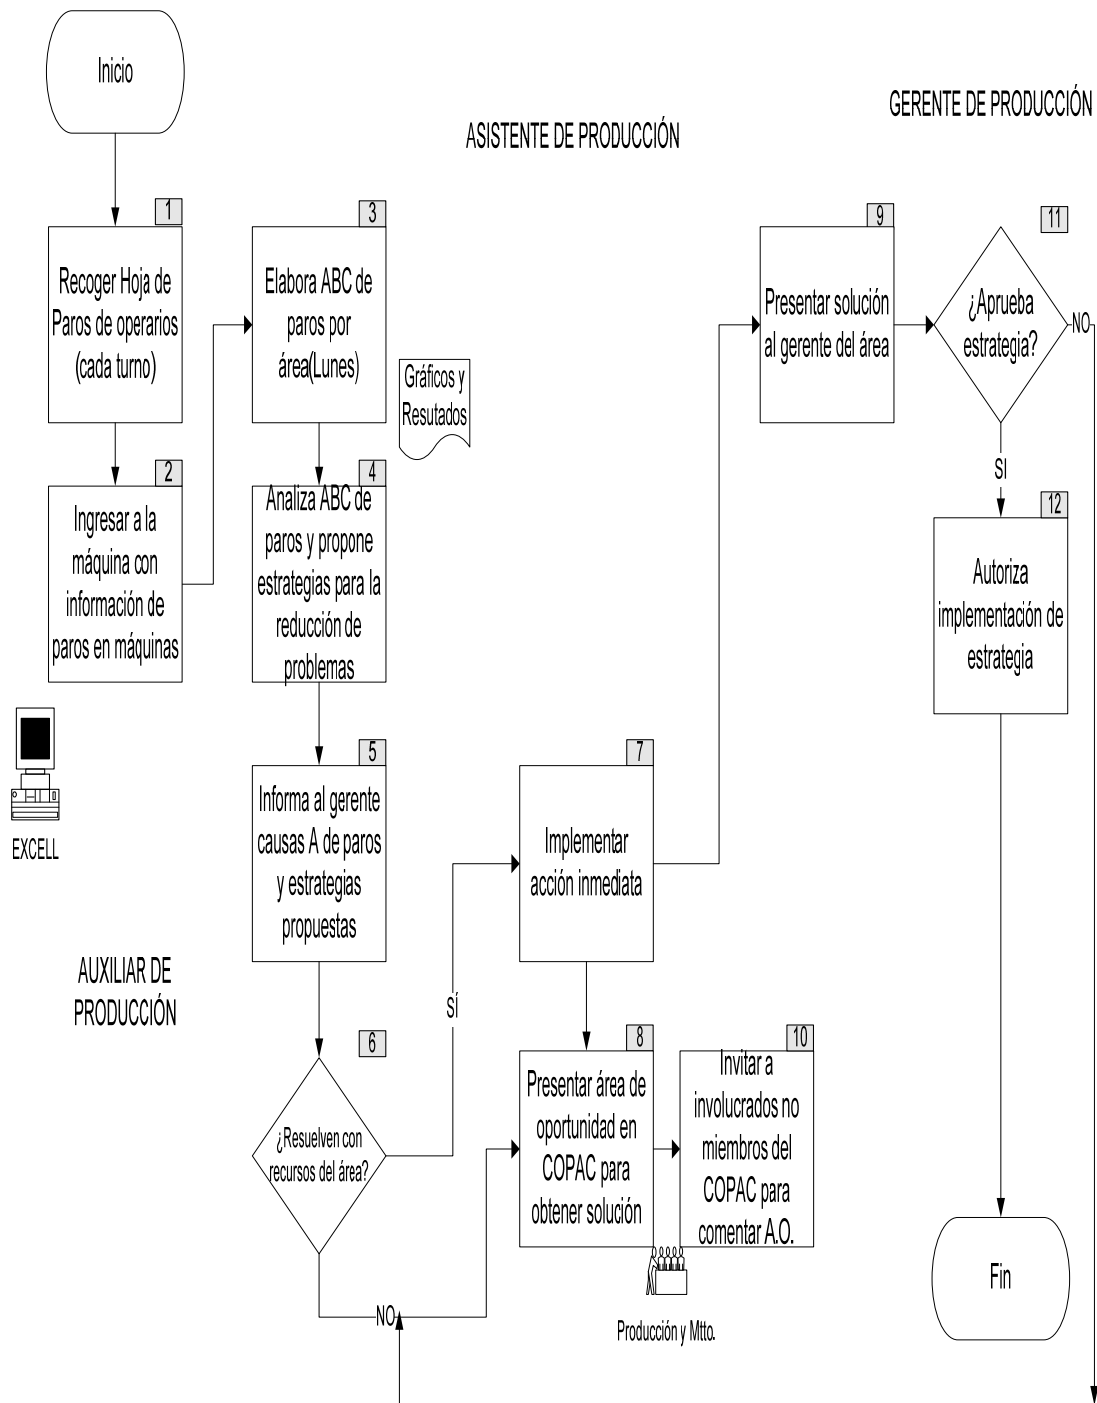 Inicio
ASISTENTE DE PRODUCCIÓN
GERENTE DE PRODUCCIÓN
1
Recoger Hoja de
Paros de operarios
(cada turno)
2
Ingresar a la
máquina con
información de
paros en máquinas
EXCELL
AUXILIAR DE
PRODUCCIÓN
3
Elabora ABC de
paros por
área(Lunes)
Gráficos y
Resutados
4
Analiza ABC de
paros y propone
estrategias para la
reducción de
problemas
5
Informa al gerente
causas A de paros
y estrategias
propuestas
6
¿Resuelven con
recursos del área?
SÍ
NO
7
Implementar
acción inmediata
8
Presentar área de
oportunidad en
COPAC para
obtener solución
Producción y Mtto.
9
Presentar solución
al gerente del área
10
Invitar a
involucrados no
miembros del
COPAC para
comentar A.O.
11
¿Aprueba
estrategia?
NO
SI
12
Autoriza
implementación de
estrategia
Fin